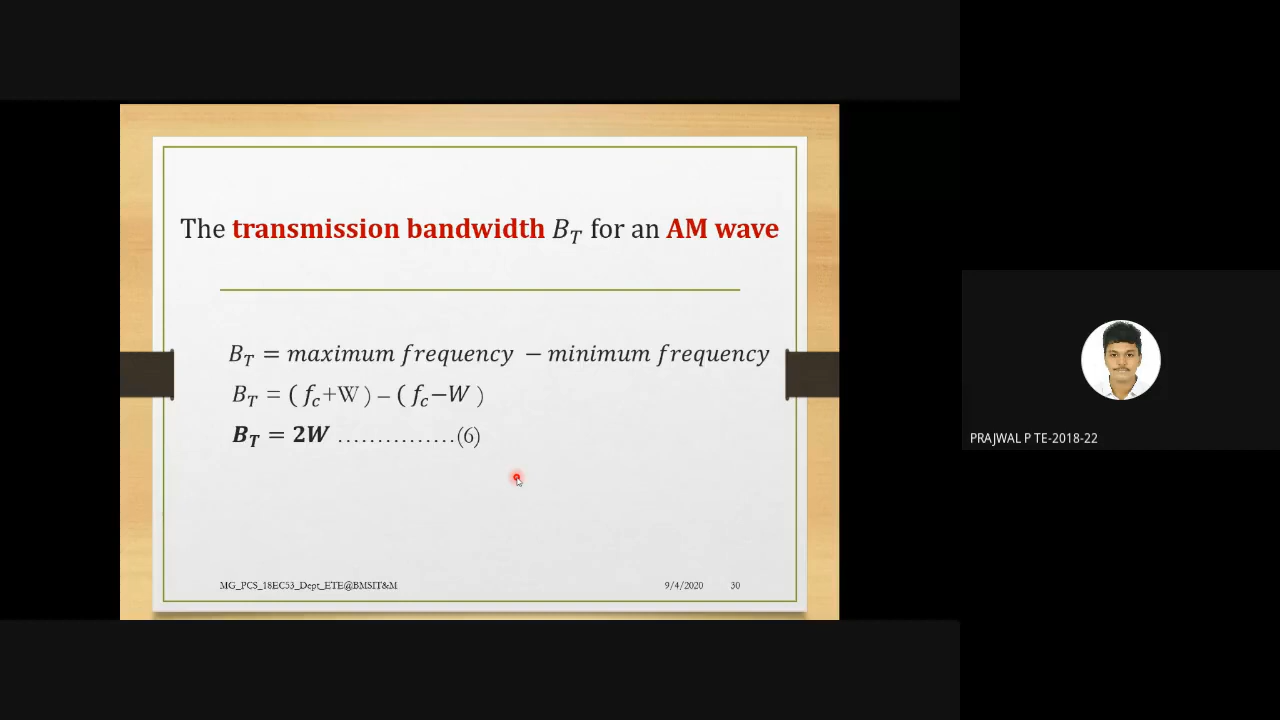 The transmission bandwidth B_T for an AM wave
B_T = maximum frequency − minimum frequency
B_T = ( f_c+W ) – ( f_c−W )
B_T = 2W ……………(6)
MG_PCS_18EC53_Dept_ETE@BMSIT&M 9/4/2020 30
PRAJWAL P TE-2018-22